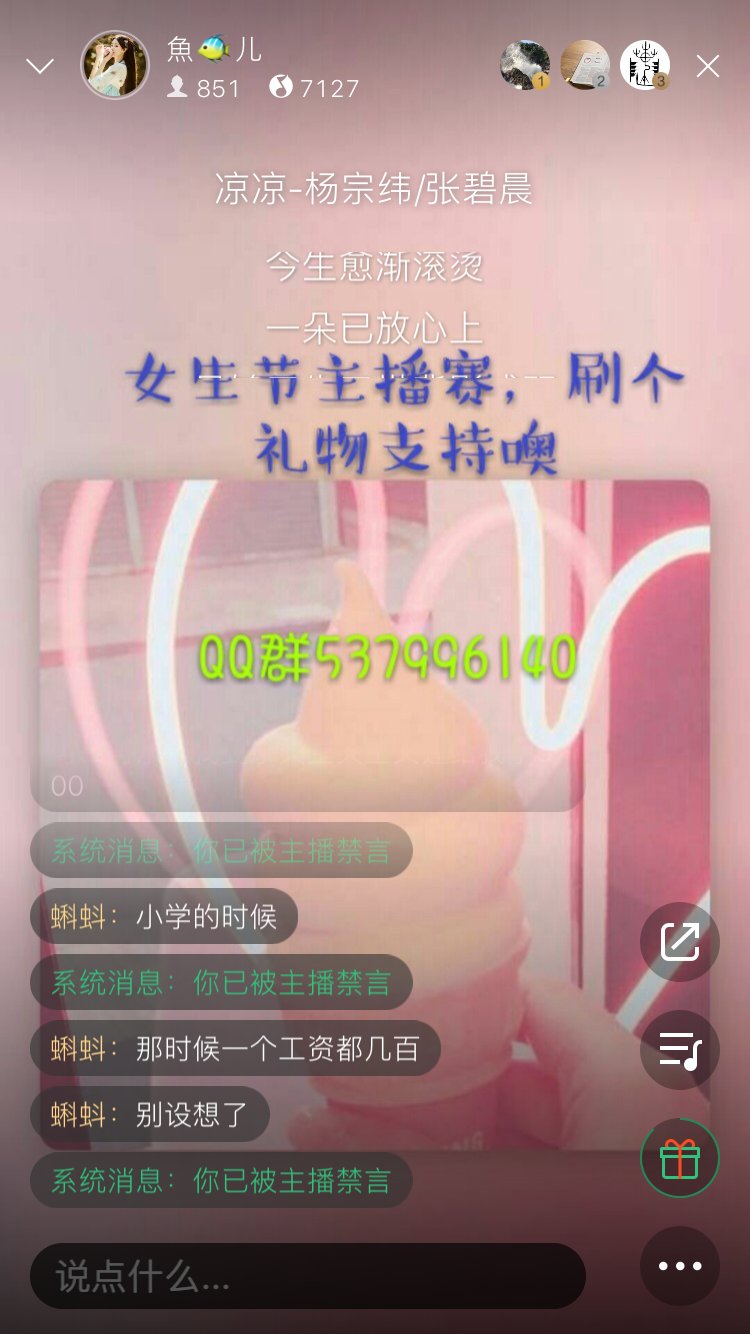 魚🐠儿
851 7127
1 2 3
凉凉-杨宗纬/张碧晨
今生愈渐滚烫
一朵已放心上
女生节主播赛，刷个
礼物支持噢
QQ群537996140
00
系统消息：你已被主播禁言
蝌蚪：小学的时候
系统消息：你已被主播禁言
蝌蚪：那时候一个工资都几百
蝌蚪：别设想了
系统消息：你已被主播禁言
说点什么...